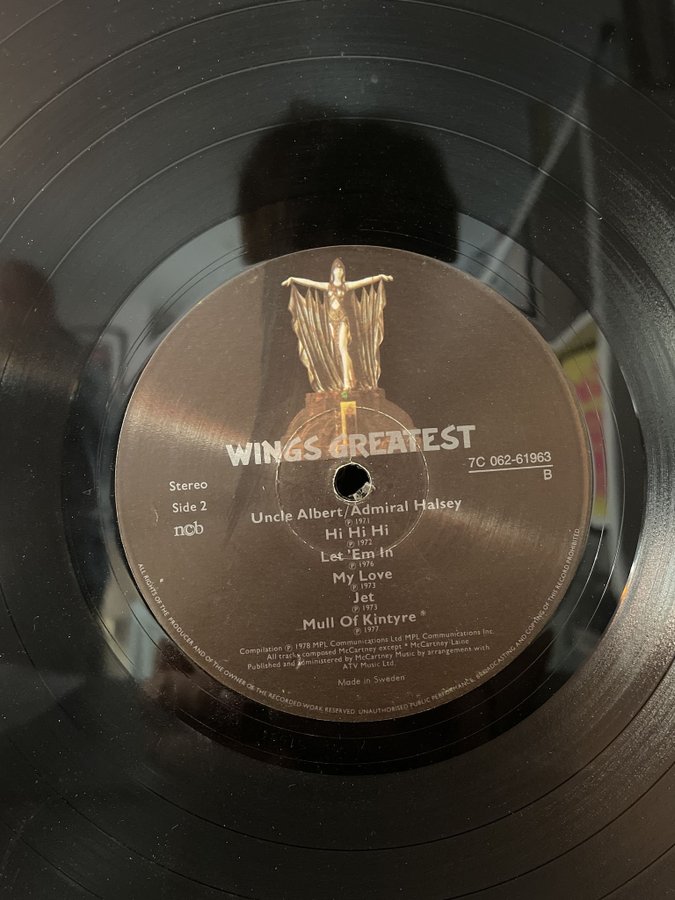 WINGS GREATEST
Stereo
Side 2
ncb
7C 062-61963
B
Uncle Albert/Admiral Halsey
℗ 1971
Hi Hi Hi
℗ 1972
Let 'Em In
℗ 1976
My Love
℗ 1973
Jet
℗ 1973
Mull Of Kintyre *
℗ 1977
Compilation ℗ 1978 MPL Communications Ltd MPL Communications Inc.
All tracks composed McCartney except * McCartney Laine
Published and administered by McCartney Music by arrangement with
ATV Music Ltd.
Made in Sweden
ALL RIGHTS OF THE PRODUCER AND OF THE OWNER OF THE RECORDED WORK RESERVED. UNAUTHORISED PUBLIC PERFORMANCE, BROADCASTING AND COPYING OF THIS RECORD PROHIBITED